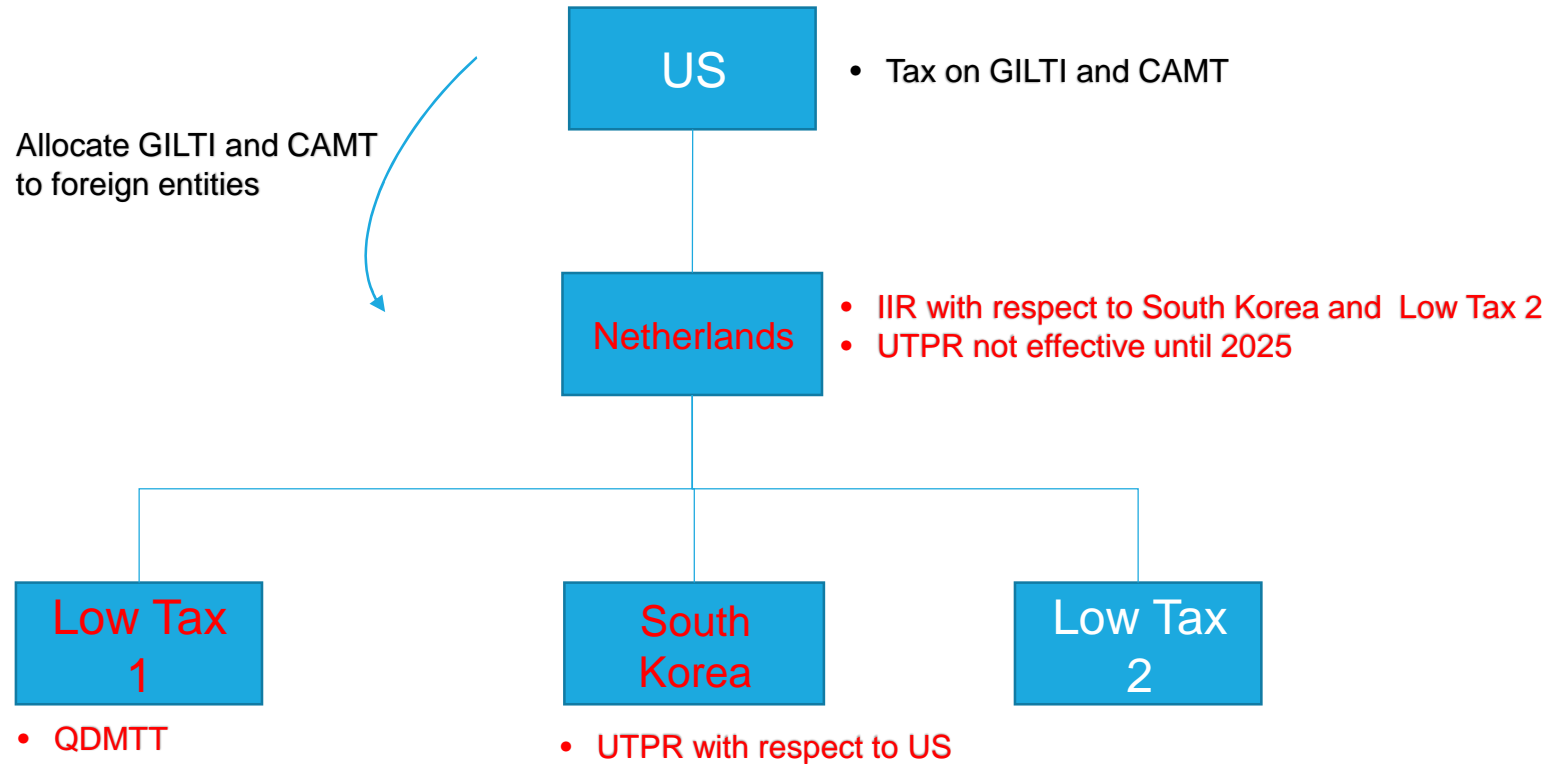 US
• Tax on GILTI and CAMT
Allocate GILTI and CAMT
to foreign entities
Netherlands
• IIR with respect to South Korea and Low Tax 2
• UTPR not effective until 2025
Low Tax
1
South
Korea
Low Tax
2
• QDMTT
• UTPR with respect to US